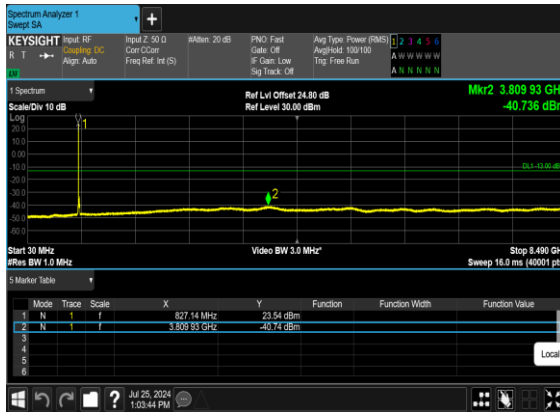 Spectrum Analyzer 1
Swept SA
+
KEYSIGHT Input: RF Input Z: 50 Ω #Atten: 20 dB PNO: Fast Avg Type: Power (RMS) 1 2 3 4 5 6
R T Coupling: DC Corr CCorr Gate: Off Avg|Hold: 100/100 A W W W W W
Align: Auto Freq Ref: Int (S) IF Gain: Low Trig: Free Run
Sig Track: Off A N N N N N
1 Spectrum Ref Lvl Offset 24.80 dB Mkr2 3.809 93 GH
Scale/Div 10 dB Ref Level 30.00 dBm -40.736 dB
Log
20.0
10.0
0.00
-10.0
DL1 -13.00 dB
-20.0
-30.0
-40.0
-50.0
-60.0
1
2
Start 30 MHz Video BW 3.0 MHz* Stop 8.490 GH
#Res BW 1.0 MHz Sweep 16.0 ms (40001 pt
5 Marker Table
Mode Trace Scale X Y Function Function Width Function Value
1 N 1 f 827.14 MHz 23.54 dBm
2 N 1 f 3.809 93 GHz -40.74 dBm
3
4
5
6
Local
?
Jul 25, 2024
1:03:44 PM